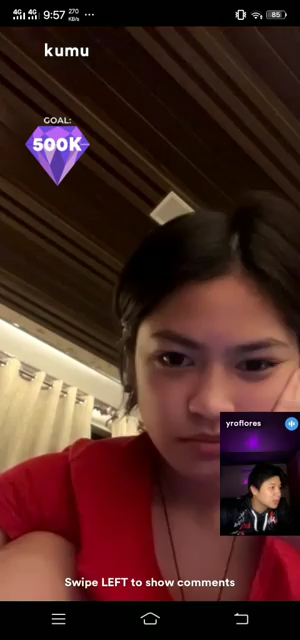 4G 4G 9:57 270 KB/s ... 85
kumu
GOAL:
500K
yroflores
Swipe LEFT to show comments